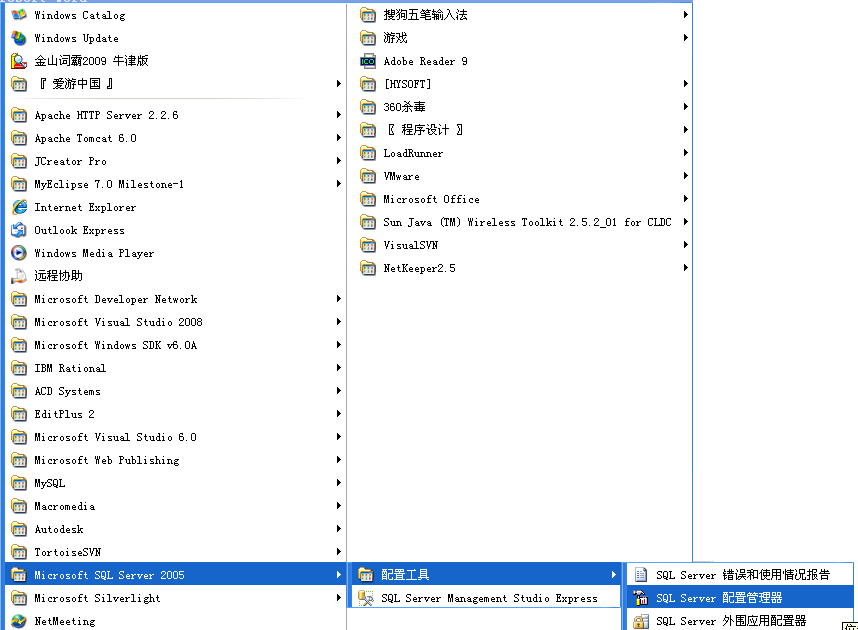 Windows Catalog
Windows Update
金山词霸2009 牛津版
『 爱游中国 』
Apache HTTP Server 2.2.6
Apache Tomcat 6.0
JCreator Pro
MyEclipse 7.0 Milestone-1
Internet Explorer
Outlook Express
Windows Media Player
远程协助
Microsoft Developer Network
Microsoft Visual Studio 2008
Microsoft Windows SDK v6.0A
IBM Rational
ACD Systems
EditPlus 2
Microsoft Visual Studio 6.0
Microsoft Web Publishing
MySQL
Macromedia
Autodesk
TortoiseSVN
Microsoft SQL Server 2005
Microsoft Silverlight
NetMeeting
搜狗五笔输入法
游戏
Adobe Reader 9
[HYSOFT]
360杀毒
〖 程序设计 〗
LoadRunner
VMware
Microsoft Office
Sun Java (TM) Wireless Toolkit 2.5.2_01 for CLDC
VisualSVN
NetKeeper2.5
配置工具
SQL Server Management Studio Express
SQL Server 错误和使用情况报告
SQL Server 配置管理器
SQL Server 外围应用配置器